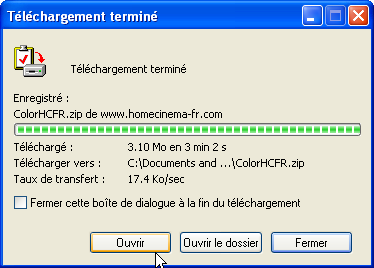 Téléchargement terminé
Téléchargement terminé
Enregistré :
ColorHCFR.zip de www.homecinema-fr.com
Téléchargé : 3.10 Mo en 3 min 2 s
Télécharger vers : C:\Documents and ...\ColorHCFR.zip
Taux de transfert : 17.4 Ko/sec
Fermer cette boîte de dialogue à la fin du téléchargement
Ouvrir Ouvrir le dossier Fermer